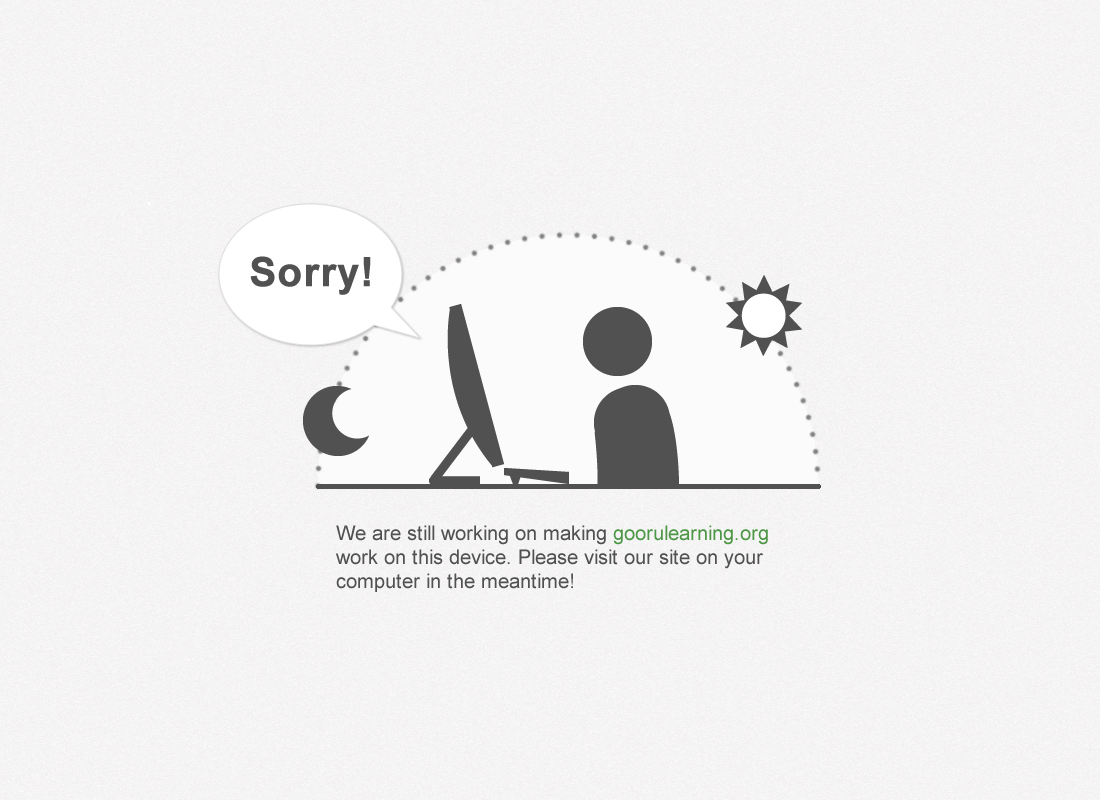 Sorry!
We are still working on making goorulearning.org
work on this device. Please visit our site on your
computer in the meantime!